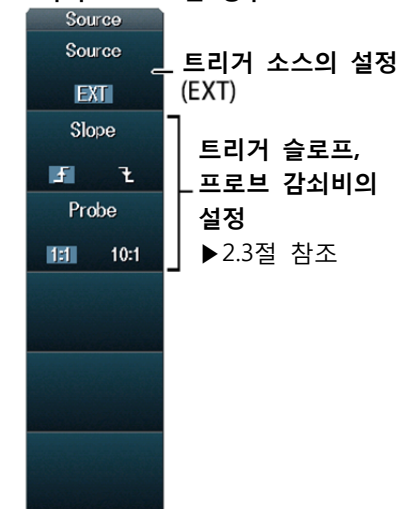 Source
Source
EXT
트리거 소스의 설정
(EXT)
Slope
Probe
1:1 10:1
트리거 슬로프,
프로브 감쇠비의
설정
▶2.3절 참조